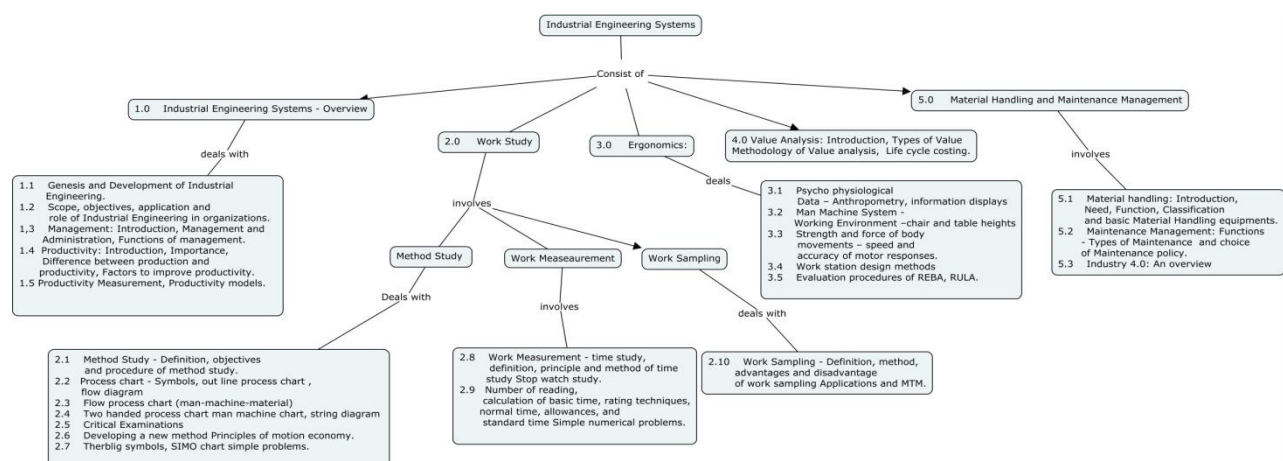 Industrial Engineering Systems
Consist of
1.0 Industrial Engineering Systems - Overview
5.0 Material Handling and Maintenance Management
2.0 Work Study
3.0 Ergonomics:
4.0 Value Analysis: Introduction, Types of Value
Methodology of Value analysis, Life cycle costing.
deals with
involves
deals
involves
1.1 Genesis and Development of Industrial
Engineering.
1.2 Scope, objectives, application and
role of Industrial Engineering in organizations.
1,3 Management: Introduction, Management and
Administration, Functions of management.
1.4 Productivity: Introduction, Importance,
Difference between production and
productivity, Factors to improve productivity.
1.5 Productivity Measurement, Productivity models.
3.1 Psycho physiological
Data – Anthropometry, information displays
3.2 Man Machine System -
Working Environment –chair and table heights
3.3 Strength and force of body
movements – speed and
accuracy of motor responses.
3.4 Work station design methods
3.5 Evaluation procedures of REBA, RULA.
5.1 Material handling: Introduction,
Need, Function, Classification
and basic Material Handling equipments.
5.2 Maintenance Management: Functions
- Types of Maintenance and choice
of Maintenance policy.
5.3 Industry 4.0: An overview
Method Study
Work Measeaurement
Work Sampling
Deals with
involves
deals with
2.1 Method Study - Definition, objectives
and procedure of method study.
2.2 Process chart - Symbols, out line process chart ,
flow diagram
2.3 Flow process chart (man-machine-material)
2.4 Two handed process chart man machine chart, string diagram
2.5 Critical Examinations
2.6 Developing a new method Principles of motion economy.
2.7 Therblig symbols, SIMO chart simple problems.
2.8 Work Measurement - time study,
definition, principle and method of time
study Stop watch study.
2.9 Number of reading,
calculation of basic time, rating techniques,
normal time, allowances, and
standard time Simple numerical problems.
2.10 Work Sampling - Definition, method,
advantages and disadvantage
of work sampling Applications and MTM.